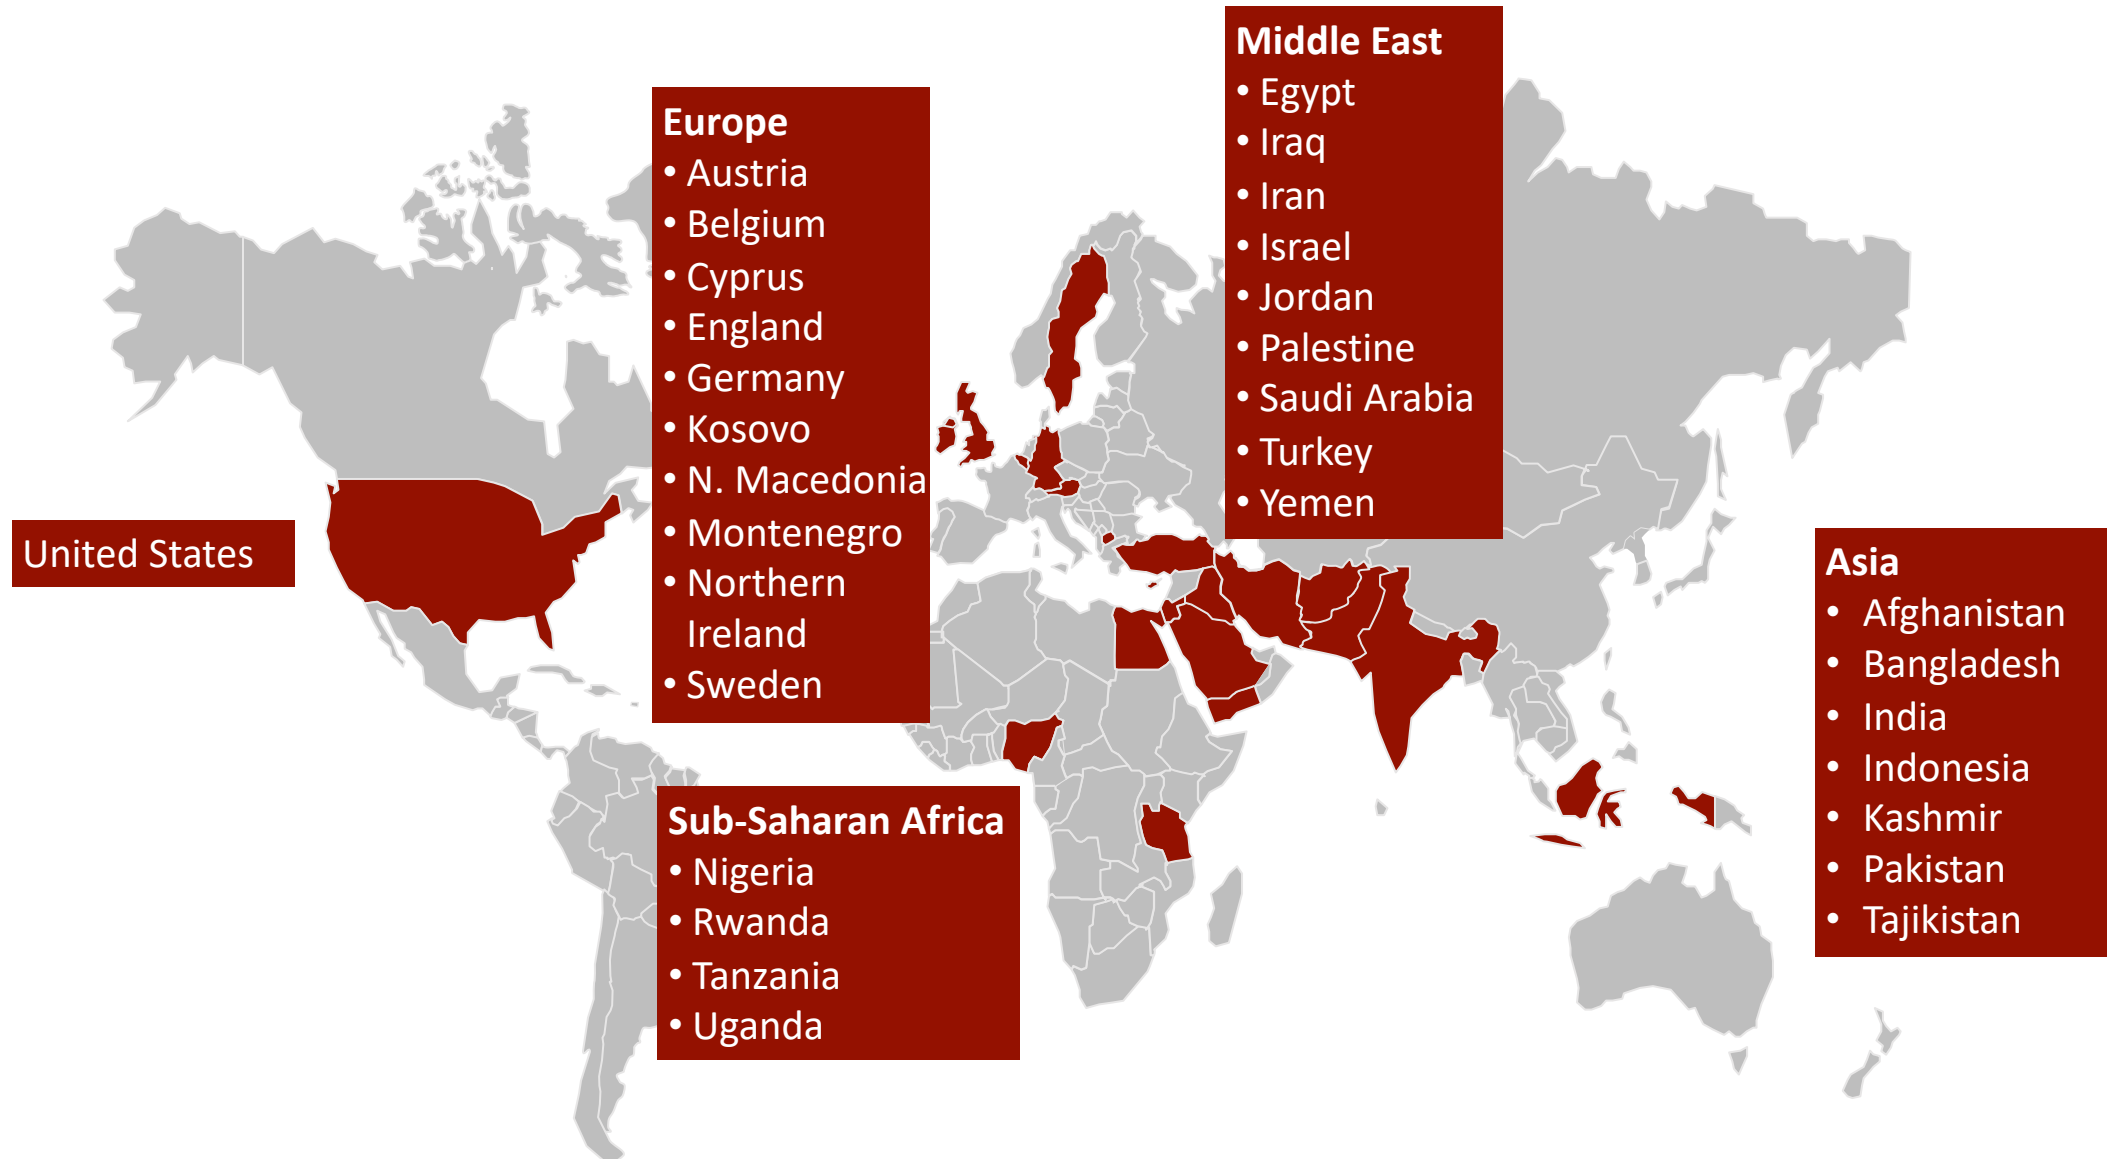 United States
Europe
• Austria
• Belgium
• Cyprus
• England
• Germany
• Kosovo
• N. Macedonia
• Montenegro
• Northern
Ireland
• Sweden
Sub-Saharan Africa
• Nigeria
• Rwanda
• Tanzania
• Uganda
Middle East
• Egypt
• Iraq
• Iran
• Israel
• Jordan
• Palestine
• Saudi Arabia
• Turkey
• Yemen
Asia
• Afghanistan
• Bangladesh
• India
• Indonesia
• Kashmir
• Pakistan
• Tajikistan